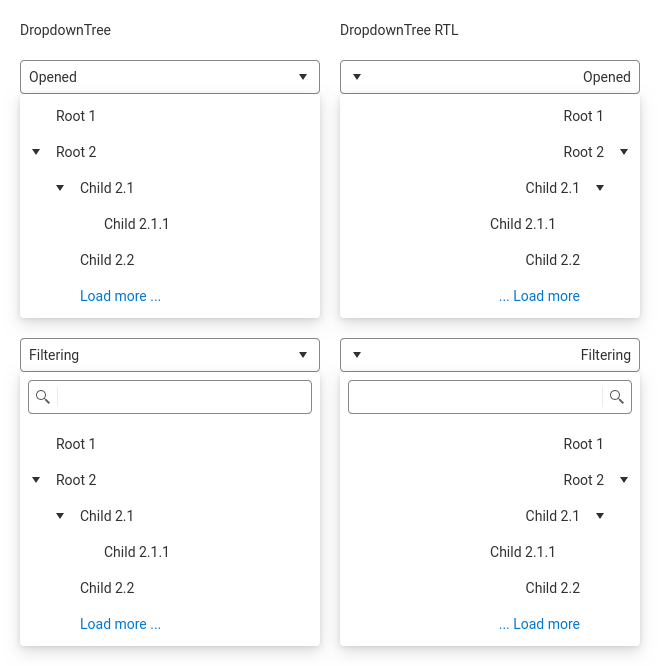 DropdownTree
Opened
Root 1
Root 2
Child 2.1
Child 2.1.1
Child 2.2
Load more ...
Filtering
Root 1
Root 2
Child 2.1
Child 2.1.1
Child 2.2
Load more ...
DropdownTree RTL
Opened
Root 1
Root 2
Child 2.1
Child 2.1.1
Child 2.2
... Load more
Filtering
Root 1
Root 2
Child 2.1
Child 2.1.1
Child 2.2
... Load more